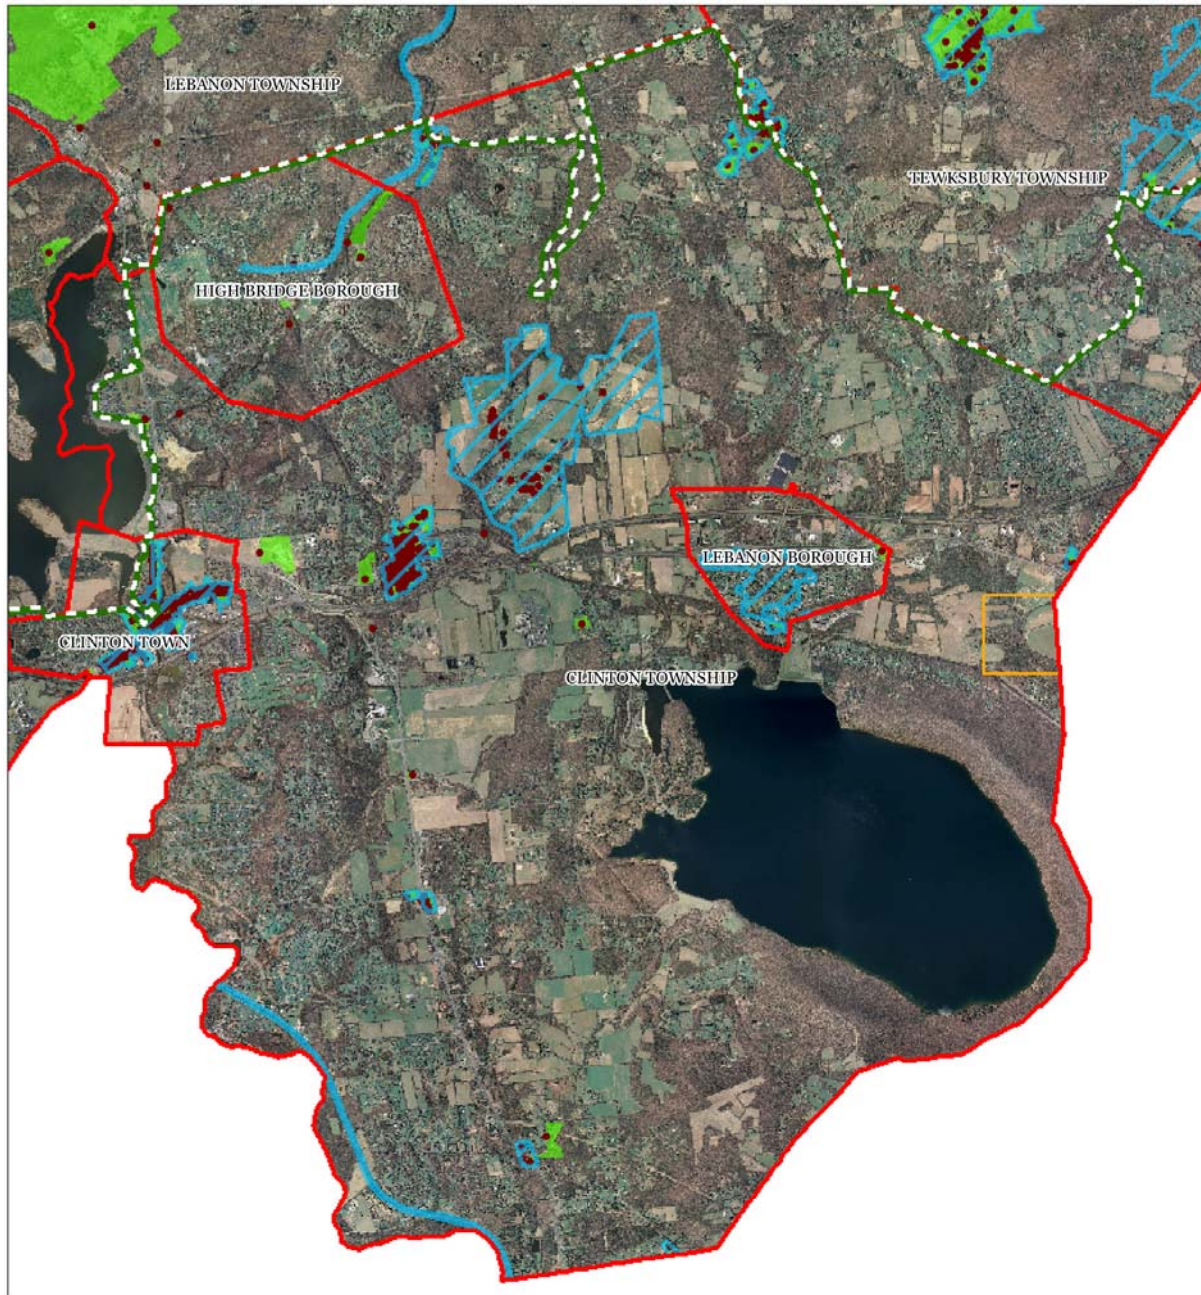 LEBANON TOWNSHIP
TEWKSBURY TOWNSHIP
HIGH BRIDGE BOROUGH
LEBANON BOROUGH
CLINTON TOWN
CLINTON TOWNSHIP